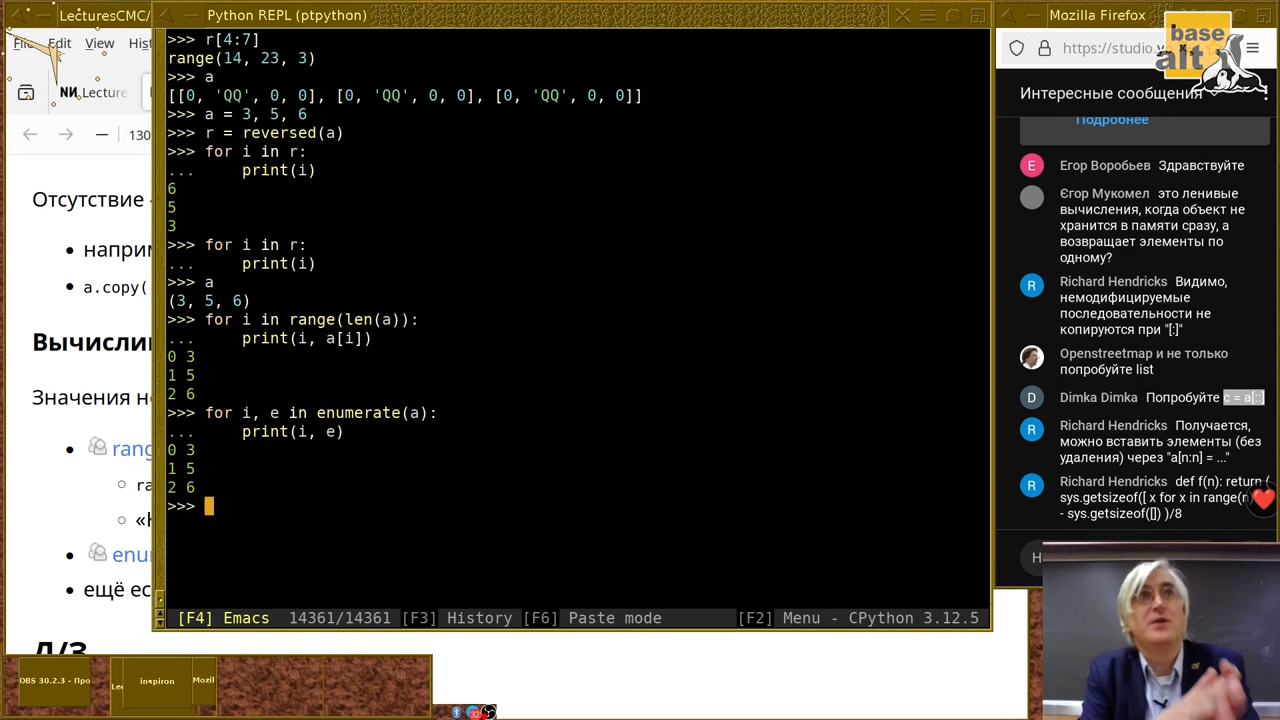 LecturesCMC/
Python REPL (ptpython)
Mozilla Firefox
File Edit View Hist
Lecture
130
Отсутствие
a.copy(
Вычисли
Значения
rang
ra
enu
ещё ес
Д/З
>>> r[4:7]
range(14, 23, 3)
>>> a
[[0, 'QQ', 0, 0], [0, 'QQ', 0, 0], [0, 'QQ', 0, 0]]
>>> a = 3, 5, 6
>>> r = reversed(a)
>>> for i in r:
...     print(i)
6
5
3
>>> for i in r:
...     print(i)
>>> a
(3, 5, 6)
>>> for i in range(len(a)):
...     print(i, a[i])
0 3
1 5
2 6
>>> for i, e in enumerate(a):
...     print(i, e)
0 3
1 5
2 6
>>>
[F4] Emacs 14361/14361 [F3] History [F6] Paste mode [F2] Menu - CPython 3.12.5
https://studio.y
base
alt
Интересные сообщения
Подробнее
Е Егор Воробьев Здравствуйте
Єгор Мукомел это ленивые
вычисления, когда объект не
хранится в памяти сразу, а
возвращает элементы по
одному?
R Richard Hendricks Видимо,
немодифицируемые
последовательности не
копируются при "[:]"
Openstreetmap и не только
попробуйте list
D Dimka Dimka Попробуйте c = a[::]
R Richard Hendricks Получается,
можно вставить элементы (без
удаления) через "a[n:n] = ..."
R Richard Hendricks def f(n): return (
sys.getsizeof([ x for x in range(n
- sys.getsizeof([]) )/8
Н
DBS 30.2.3 - Про
Lec
inspiron
Mozil